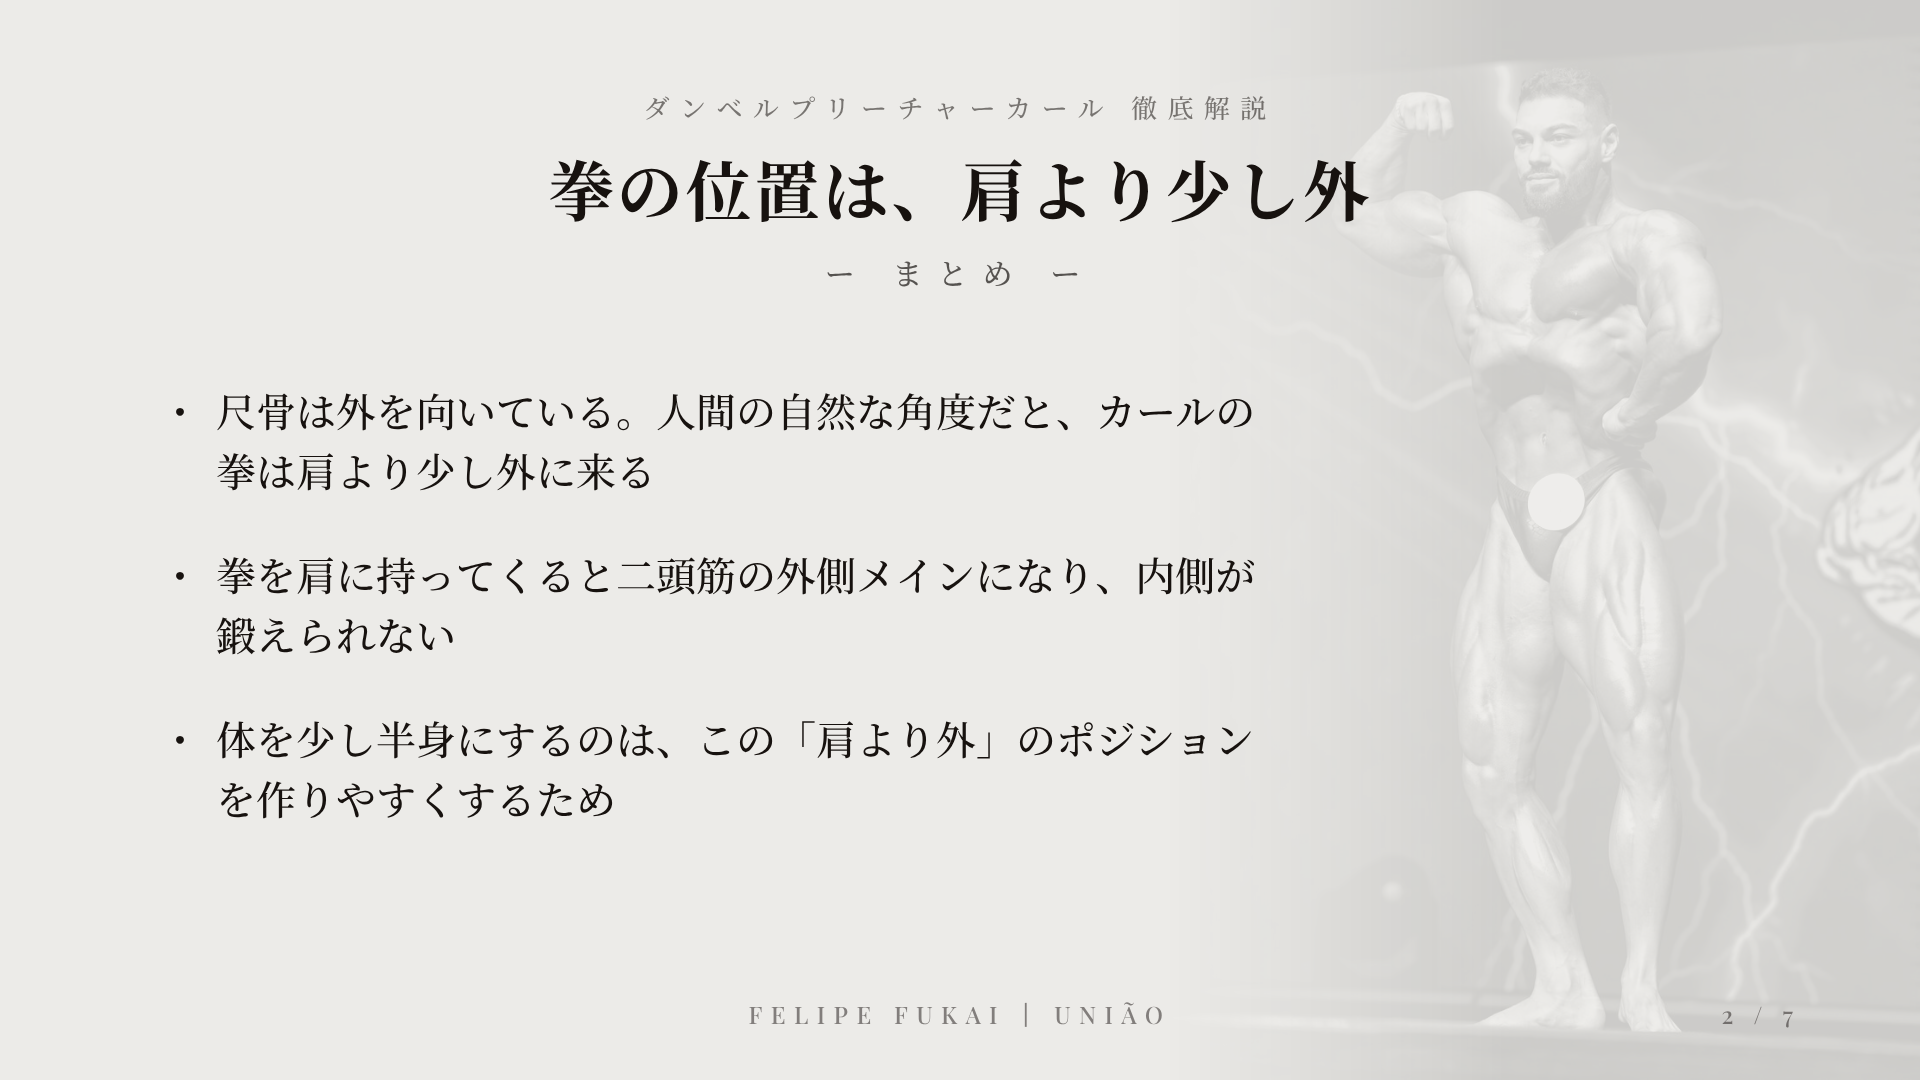 ダンベルプリーチャーカール 徹底解説
拳の位置は、肩より少し外
ー まとめ ー
・ 尺骨は外を向いている。人間の自然な角度だと、カールの
拳は肩より少し外に来る
・ 拳を肩に持ってくると二頭筋の外側メインになり、内側が
鍛えられない
・ 体を少し半身にするのは、この「肩より外」のポジション
を作りやすくするため
FELIPE FUKAI | UNIÃO
2 / 7